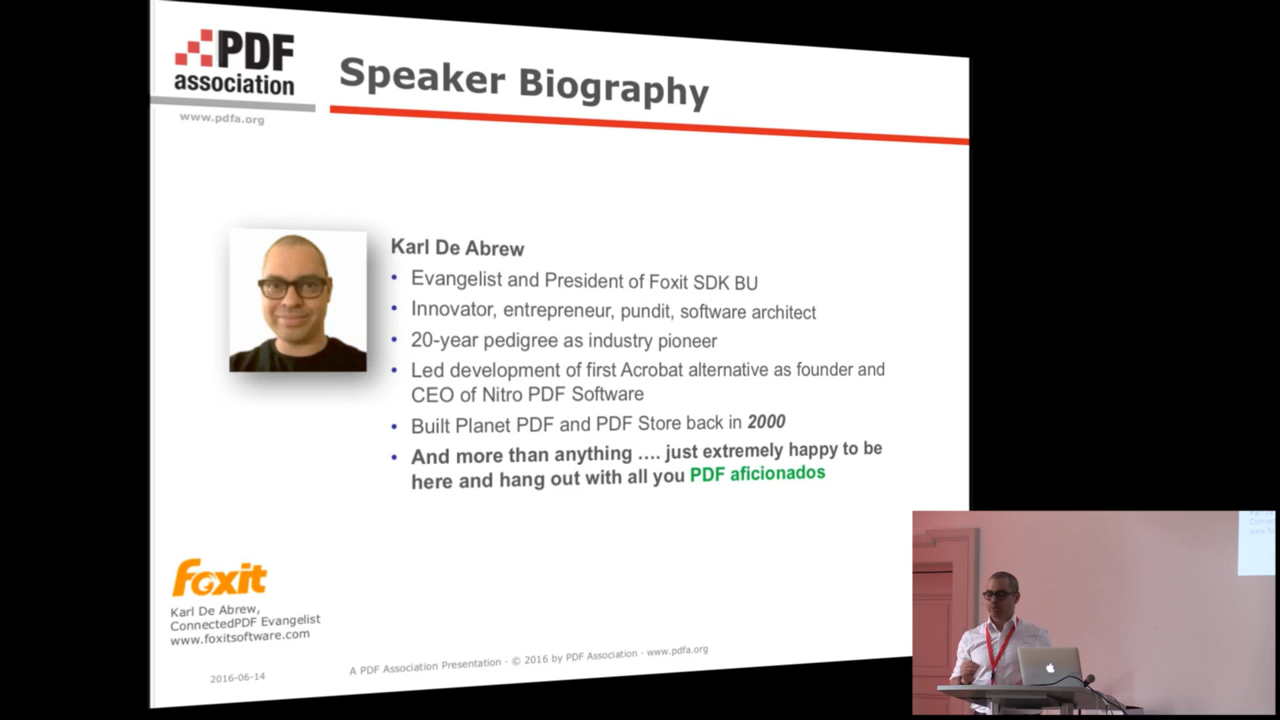 PDF
association
www.pdfa.org
Speaker Biography
Karl De Abrew
• Evangelist and President of Foxit SDK BU
• Innovator, entrepreneur, pundit, software architect
• 20-year pedigree as industry pioneer
• Led development of first Acrobat alternative as founder and
CEO of Nitro PDF Software
• Built Planet PDF and PDF Store back in 2000
• And more than anything .... just extremely happy to be
here and hang out with all you PDF aficionados
Foxit
Karl De Abrew,
ConnectedPDF Evangelist
www.foxitsoftware.com
2016-06-14
A PDF Association Presentation · © 2016 by PDF Association · www.pdfa.org